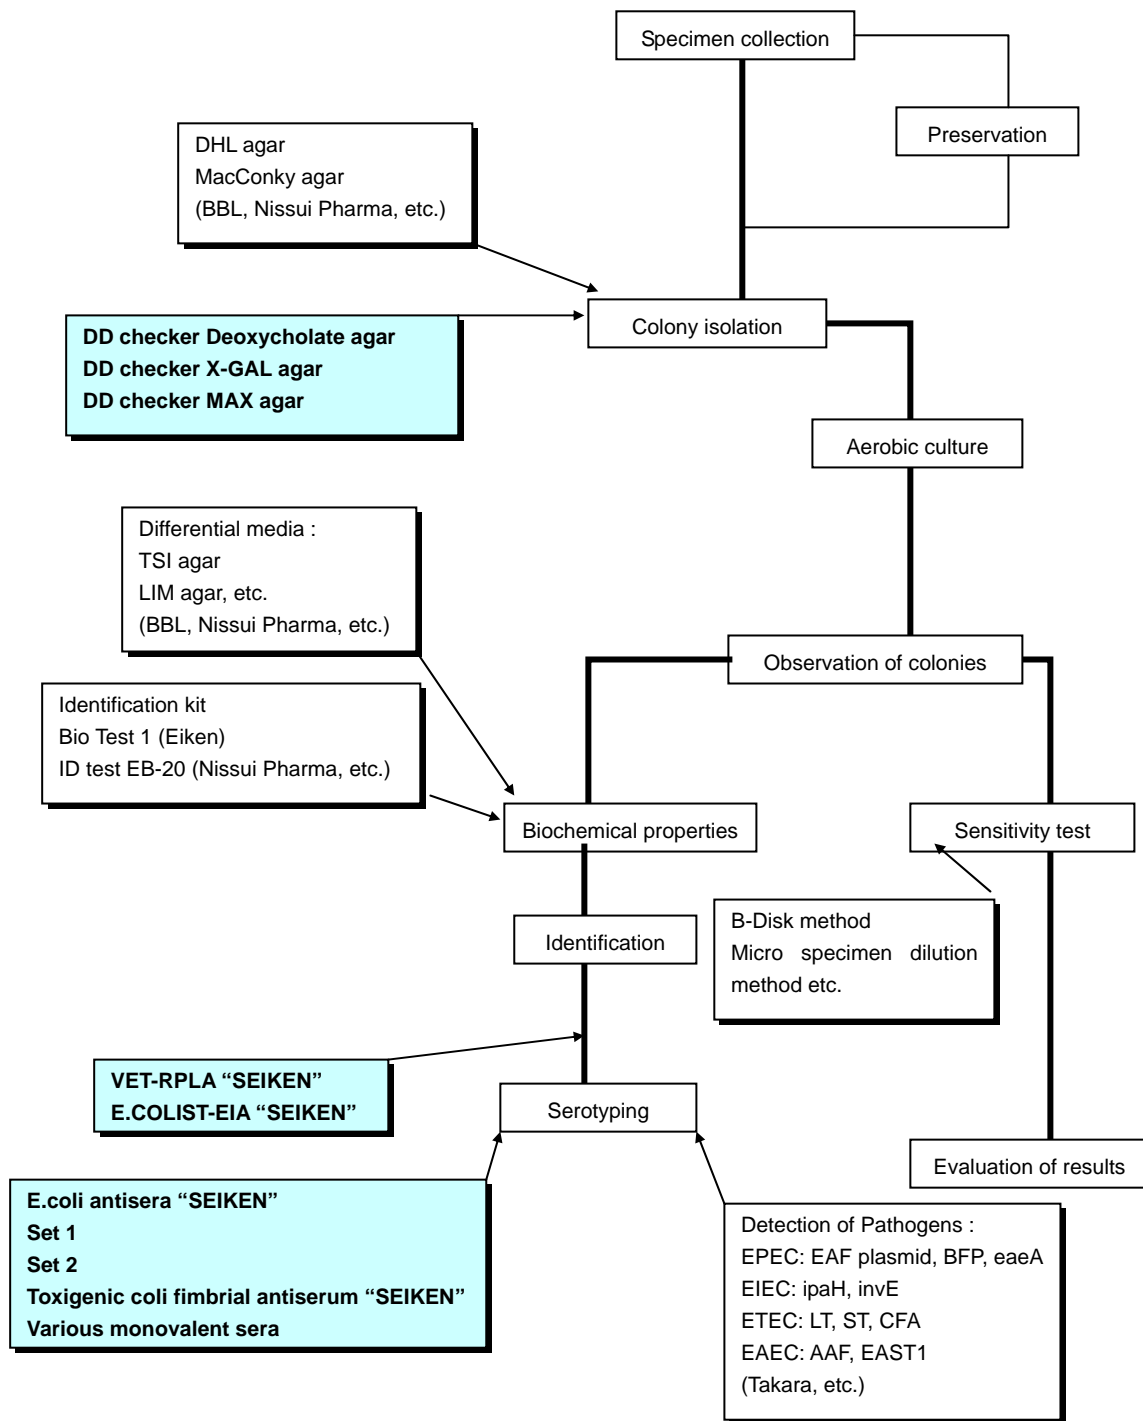 Specimen collection
Preservation
DHL agar
MacConky agar
(BBL, Nissui Pharma, etc.)
Colony isolation
DD checker Deoxycholate agar
DD checker X-GAL agar
DD checker MAX agar
Aerobic culture
Differential media :
TSI agar
LIM agar, etc.
(BBL, Nissui Pharma, etc.)
Observation of colonies
Identification kit
Bio Test 1 (Eiken)
ID test EB-20 (Nissui Pharma, etc.)
Biochemical properties
Sensitivity test
B-Disk method
Micro specimen dilution
method etc.
Identification
VET-RPLA “SEIKEN”
E.COLIST-EIA “SEIKEN”
Serotyping
Evaluation of results
E.coli antisera “SEIKEN”
Set 1
Set 2
Toxigenic coli fimbrial antiserum “SEIKEN”
Various monovalent sera
Detection of Pathogens :
EPEC: EAF plasmid, BFP, eaeA
EIEC: ipaH, invE
ETEC: LT, ST, CFA
EAEC: AAF, EAST1
(Takara, etc.)